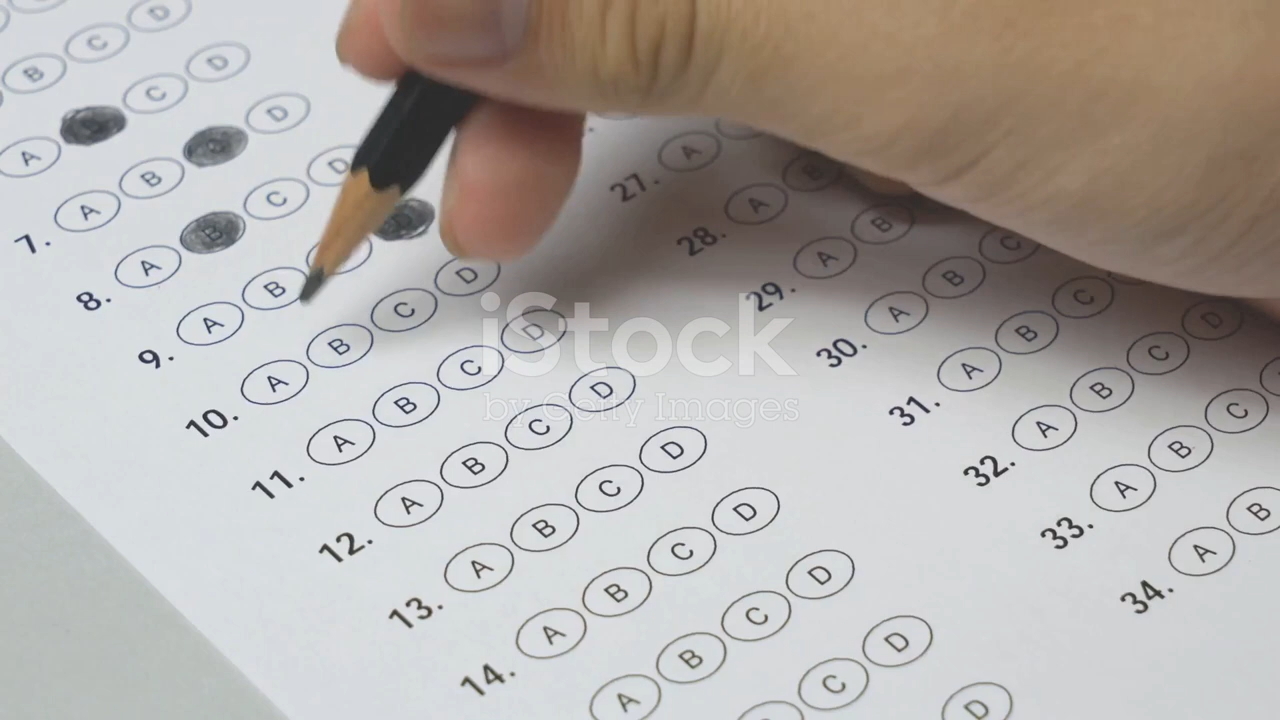 B C D
A C D
7. A B D
8. A B C D
9. A B D
10. A B C D
11. A B C D
12. A B C D
13. A B C D
14. A B C D
A B C D
C D
D
27. A
28. A B
29. A B
30. A B C
31. A B C
32. A B C D
33. A B C
34. A B
iStock
by Getty Images